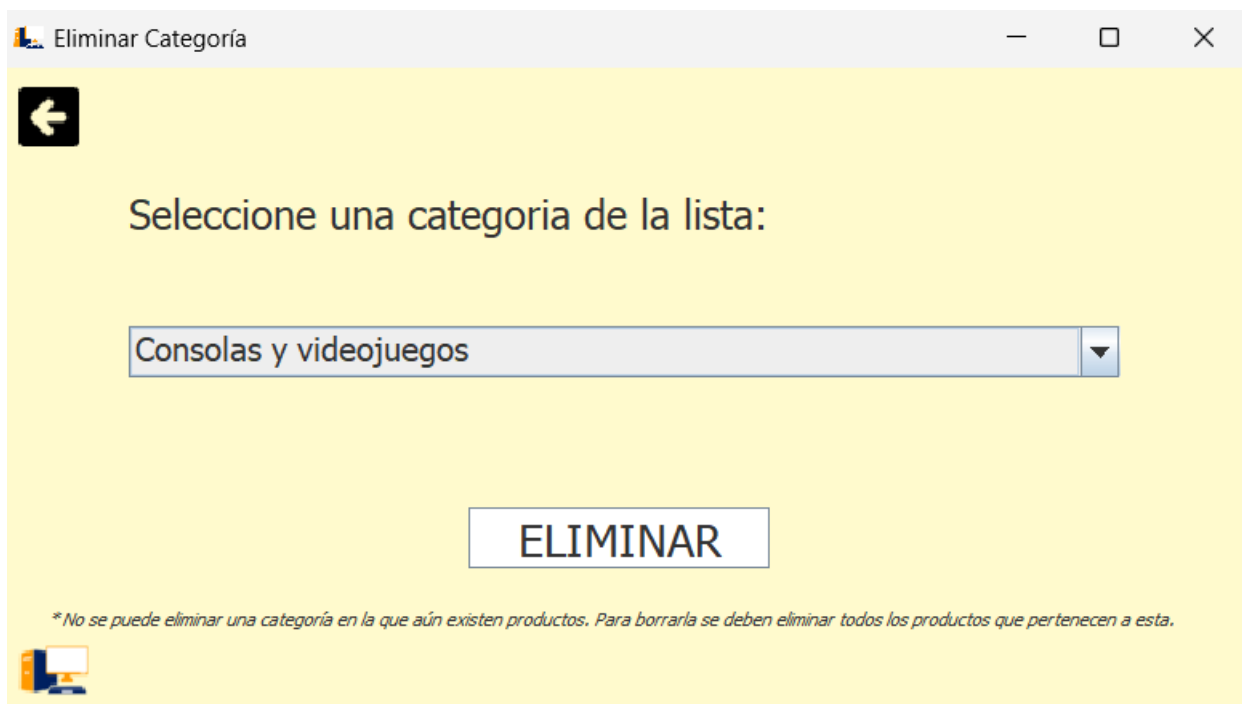 Eliminar Categoría
Seleccione una categoria de la lista:
Consolas y videojuegos
ELIMINAR
*No se puede eliminar una categoría en la que aún existen productos. Para borrarla se deben eliminar todos los productos que pertenecen a esta.